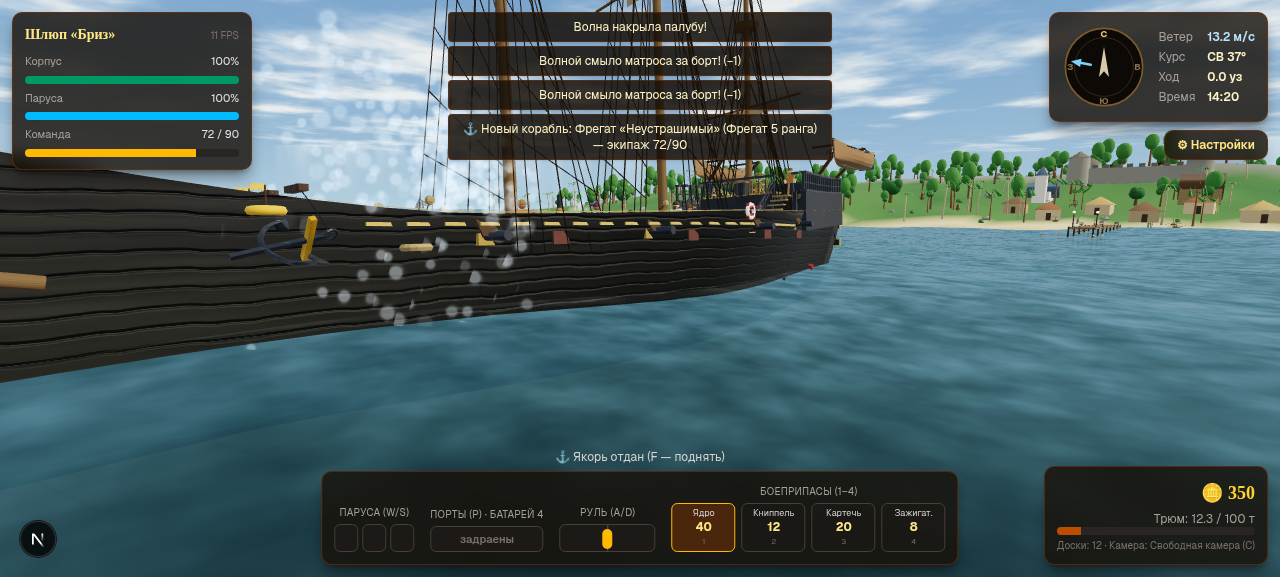 Шлюп «Бриз»
11 FPS
Корпус 100%
Паруса 100%
Команда 72 / 90
Волна накрыла палубу!
Волной смыло матроса за борт! (−1)
Волной смыло матроса за борт! (−1)
⚓ Новый корабль: Фрегат «Неустрашимый» (Фрегат 5 ранга)
— экипаж 72/90
С
З
В
Ю
Ветер 13.2 м/с
Курс СВ 37°
Ход 0.0 уз
Время 14:20
⚙ Настройки
⚓ Якорь отдан (F — поднять)
ПАРУСА (W/S)
ПОРТЫ (P) · БАТАРЕЙ 4
задраены
РУЛЬ (A/D)
БОЕПРИПАСЫ (1–4)
Ядро
40
1
Книппель
12
2
Картечь
20
3
Зажигат.
8
4
350
Трюм: 12.3 / 100 т
Доски: 12 · Камера: Свободная камера (C)
N